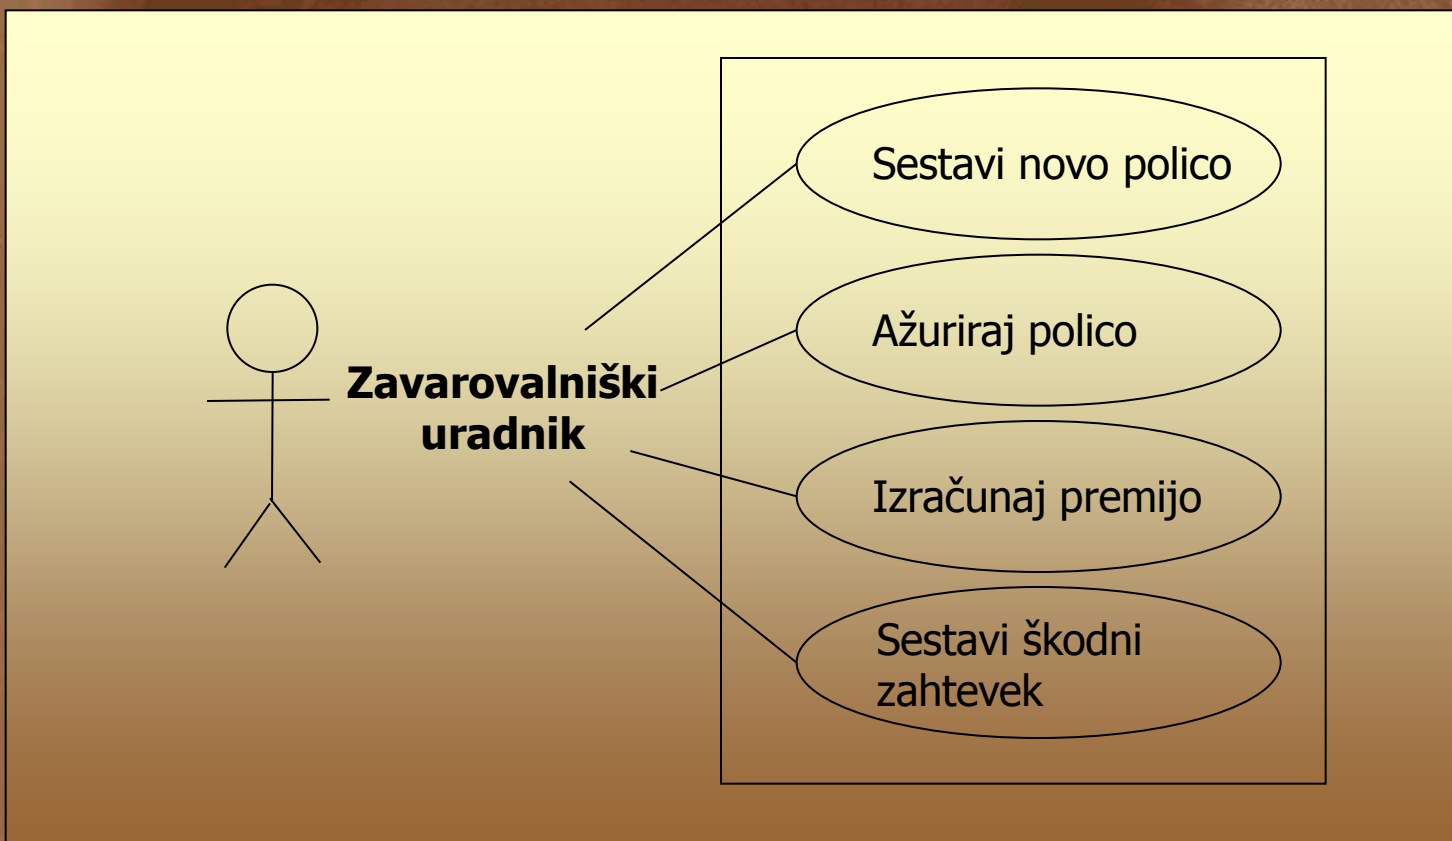 Sestavi novo polico
Ažuriraj polico
Zavarovalniški
uradnik
Izračunaj premijo
Sestavi škodni
zahtevek